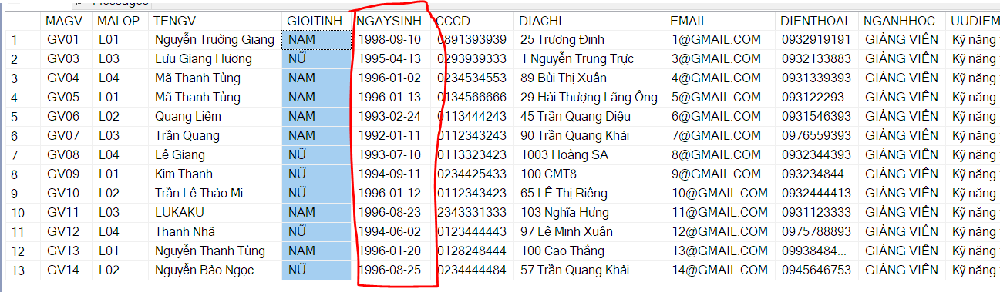 Messages
MAGV MALOP TENGV GIOITINH NGAYSINH CCCD DIACHI EMAIL DIENTHOAI NGANHHOC UUDIEM
1 GV01 L01 Nguyễn Trường Giang NAM 1998-09-10 0891393939 25 Trương Định 1@GMAIL.COM 0932919191 GIẢNG VIÊN Kỹ năng
2 GV03 L03 Lưu Giang Hương NỮ 1995-04-13 0293939333 1 Nguyễn Trung Trực 3@GMAIL.COM 0932133883 GIẢNG VIÊN Kỹ năng
3 GV04 L04 Mã Thanh Tùng NAM 1996-01-02 0234534553 89 Bùi Thị Xuân 4@GMAIL.COM 0931339393 GIẢNG VIÊN Kỹ năng
4 GV05 L01 Mã Thanh Tùng NAM 1996-01-13 0134566666 29 Hải Thượng Lãng Ông 5@GMAIL.COM 093122293 GIẢNG VIÊN Kỹ năng
5 GV06 L02 Quang Liêm NAM 1993-02-24 0113444243 45 Trần Quang Diệu 6@GMAIL.COM 0931546393 GIẢNG VIÊN Kỹ năng
6 GV07 L03 Trần Quang NAM 1992-01-11 0112343243 90 Trần Quang Khải 7@GMAIL.COM 0976559393 GIẢNG VIÊN Kỹ năng
7 GV08 L04 Lê Giang NỮ 1993-07-10 0113323423 1003 Hoàng SA 8@GMAIL.COM 0932344393 GIẢNG VIÊN Kỹ năng
8 GV09 L01 Kim Thanh NỮ 1994-09-11 0234425433 100 CMT8 9@GMAIL.COM 093234844 GIẢNG VIÊN Kỹ năng
9 GV10 L02 Trần Lê Thảo Mi NỮ 1996-01-12 0112343423 65 LÊ Thị Riêng 10@GMAIL.COM 0932444413 GIẢNG VIÊN Kỹ năng
10 GV11 L03 LUKAKU NAM 1996-08-23 2343331333 103 Nghĩa Hưng 11@GMAIL.COM 0931123333 GIẢNG VIÊN Kỹ năng
11 GV12 L04 Thanh Nhã NỮ 1994-06-02 0123444443 97 Lê Minh Xuân 12@GMAIL.COM 0975788893 GIẢNG VIÊN Kỹ năng
12 GV13 L01 Nguyễn Thanh Tùng NAM 1996-01-20 0128248444 100 Cao Thắng 13@GMAIL.COM 09938484... GIẢNG VIÊN Kỹ năng
13 GV14 L02 Nguyễn Bảo Ngọc NỮ 1996-08-25 0234444484 57 Trần Quang Khải 14@GMAIL.COM 0945646753 GIẢNG VIÊN Kỹ năng